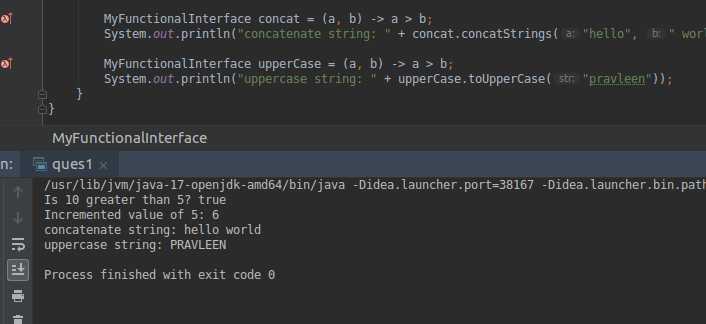 MyFunctionalInterface concat = (a, b) -> a > b;
System.out.println("concatenate string: " + concat.concatStrings( a: "hello", b: " wor
MyFunctionalInterface upperCase = (a, b) -> a > b;
System.out.println("uppercase string: " + upperCase.toUpperCase( str: "pravleen"));
}
}
MyFunctionalInterface
n: ques1 ×
/usr/lib/jvm/java-17-openjdk-amd64/bin/java -Didea.launcher.port=38167 -Didea.launcher.bin.path
Is 10 greater than 5? true
Incremented value of 5: 6
concatenate string: hello world
uppercase string: PRAVLEEN
Process finished with exit code 0